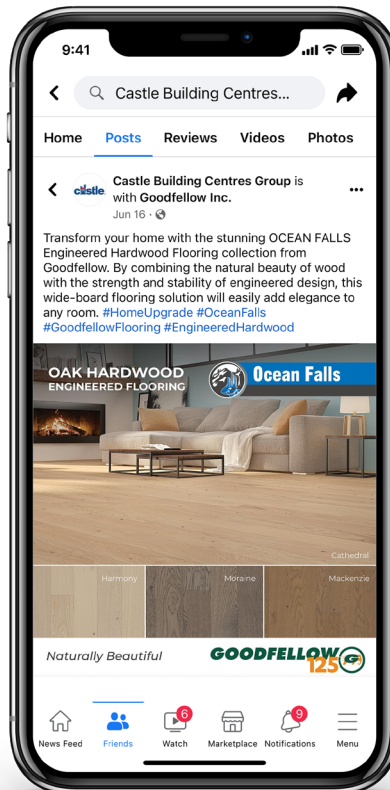 9:41
Castle Building Centres...
Home Posts Reviews Videos Photos
castle
Castle Building Centres Group is
with Goodfellow Inc.
Jun 16 ·
Transform your home with the stunning OCEAN FALLS
Engineered Hardwood Flooring collection from
Goodfellow. By combining the natural beauty of wood
with the strength and stability of engineered design, this
wide-board flooring solution will easily add elegance to
any room. #HomeUpgrade #OceanFalls
#GoodfellowFlooring #EngineeredHardwood
OAK HARDWOOD
ENGINEERED FLOORING
Ocean Falls
Cathedral
Harmony Moraine Mackenzie
Naturally Beautiful
GOODFELLOW G
125
6 9
News Feed Friends Watch Marketplace Notifications Menu